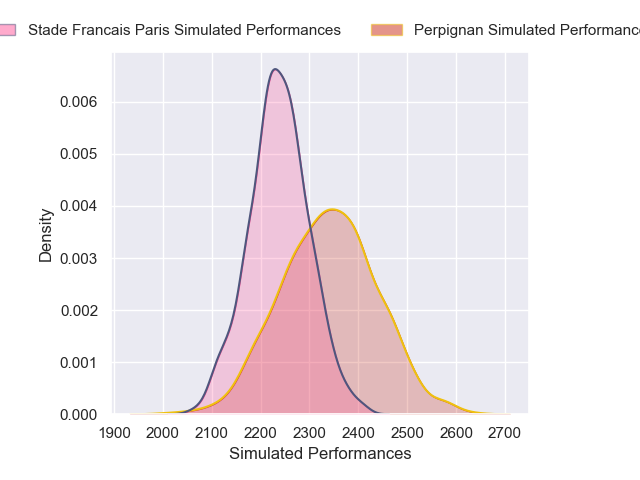 Stade Francais Paris Simulated Performances Perpignan Simulated Performance
0.006
0.005
0.004
0.003
0.002
0.001
0.000
Density
1900 2000 2100 2200 2300 2400 2500 2600 2700
Simulated Performances